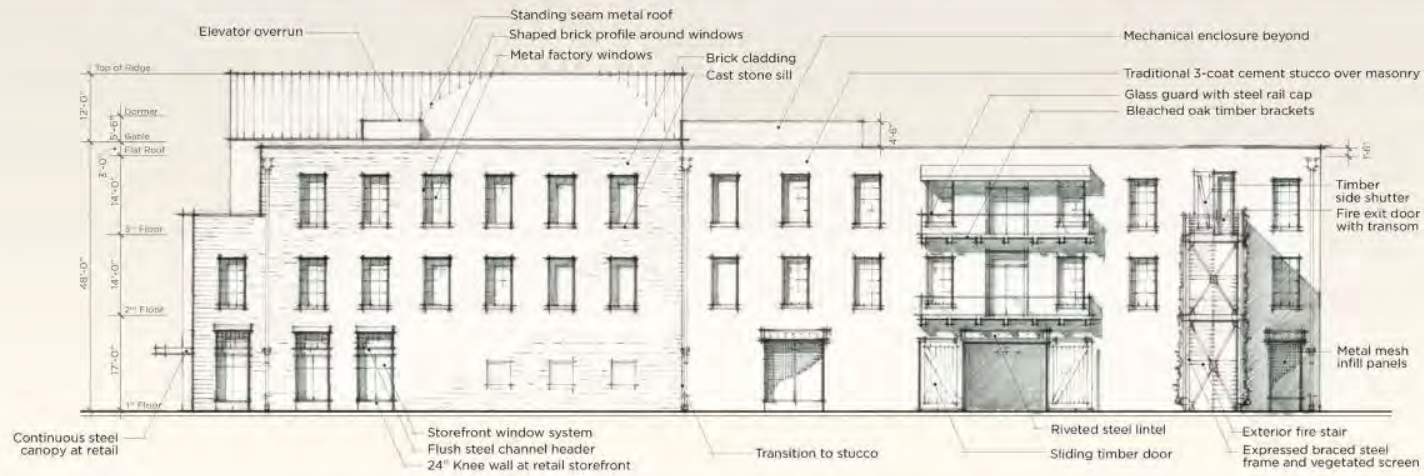 Standing seam metal roof
Elevator overrun
Shaped brick profile around windows
Metal factory windows
Brick cladding
Cast stone sill
Mechanical enclosure beyond
Traditional 3-coat cement stucco over masonry
Glass guard with steel rail cap
Bleached oak timber brackets
Top of Ridge
12'-0"
Dormer
5'-6"
Gable
Flat Roof
3'-0"
14'-0"
3rd Floor
48'-0"
14'-0"
2nd Floor
17'-0"
1st Floor
4'-6"
1'-6"
Timber
side shutter
Fire exit door
with transom
Metal mesh
infill panels
Continuous steel
canopy at retail
Storefront window system
Flush steel channel header
24" Knee wall at retail storefront
Transition to stucco
Riveted steel lintel
Sliding timber door
Exterior fire stair
Expressed braced steel
frame and vegetated screen